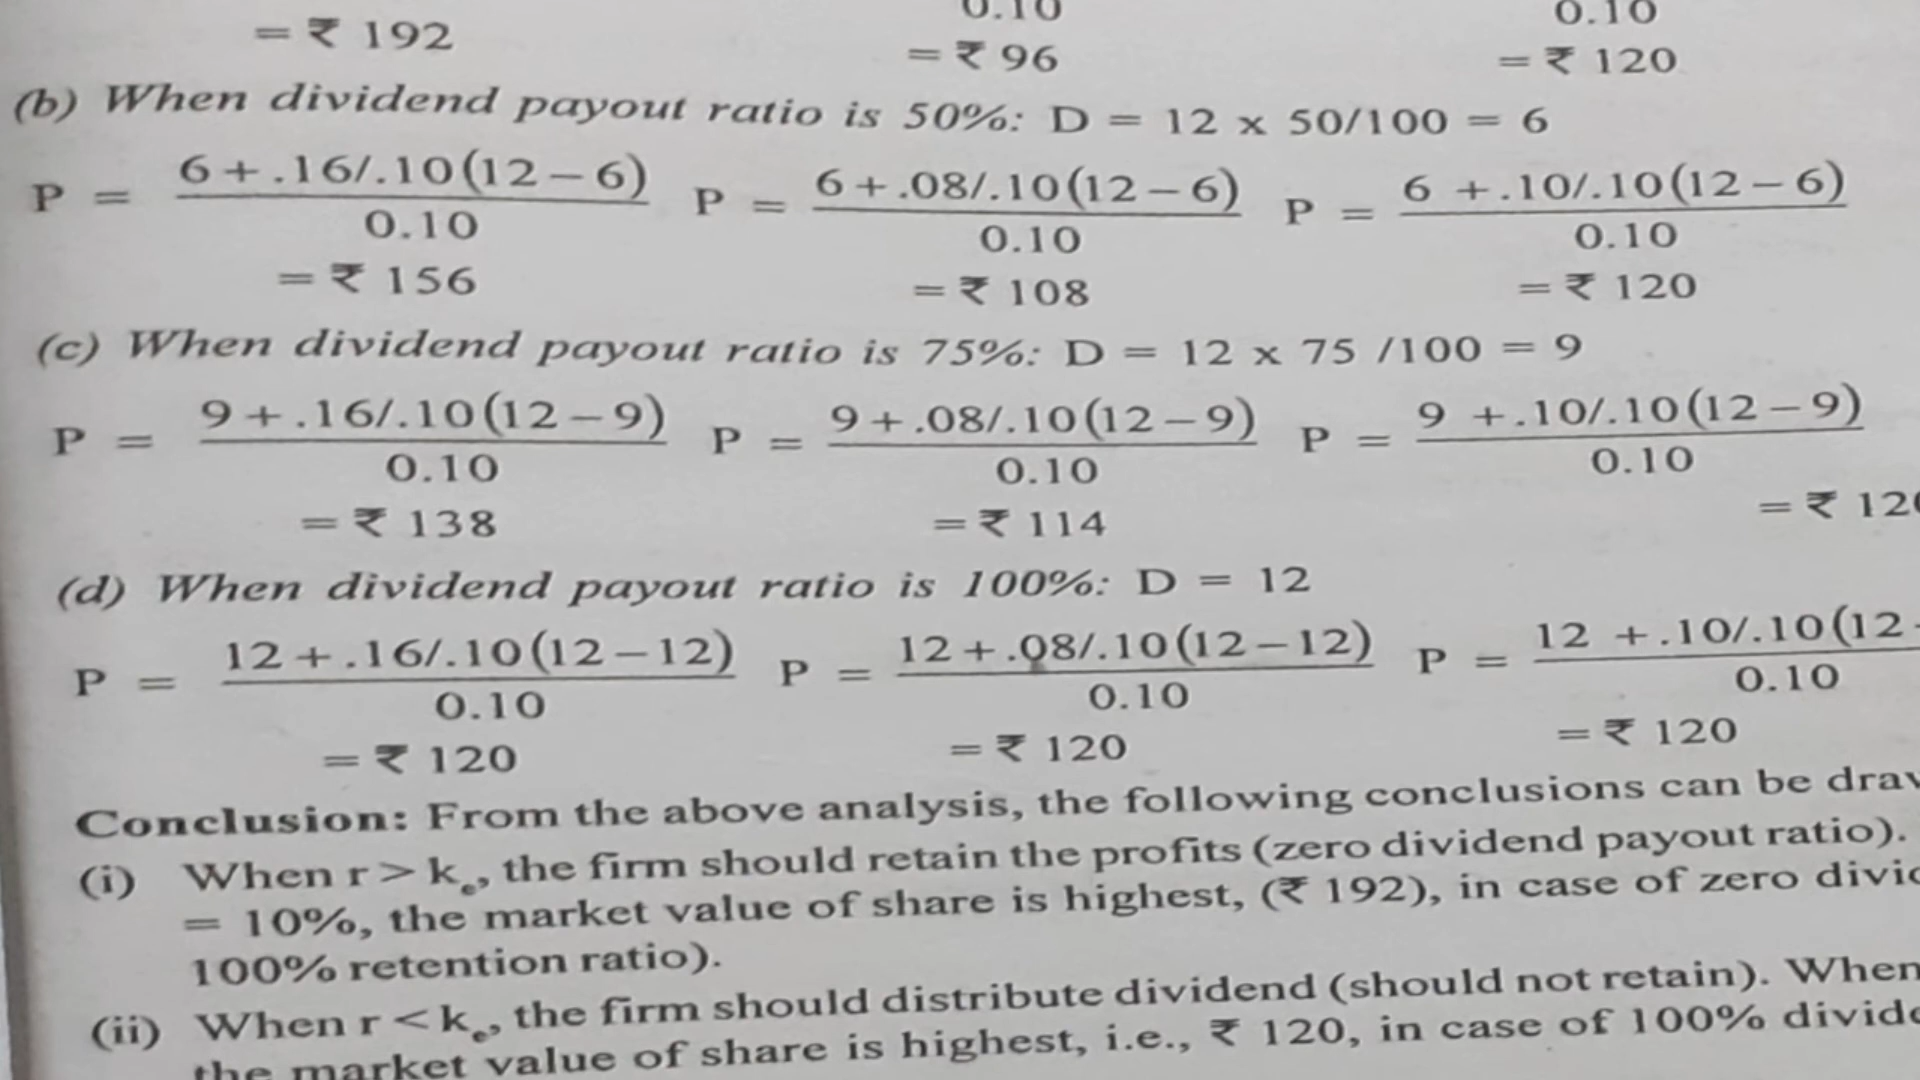 0.10 0.10
= ₹ 192 = ₹ 96 = ₹ 120
(b) When dividend payout ratio is 50%: D = 12 x 50/100 = 6
P = 6 + .16/.10(12 – 6) P = 6 + .08/.10(12 – 6) P = 6 + .10/.10(12 – 6)
0.10 0.10 0.10
= ₹ 156 = ₹ 108 = ₹ 120
(c) When dividend payout ratio is 75%: D = 12 x 75 /100 = 9
P = 9 + .16/.10(12 – 9) P = 9 + .08/.10(12 – 9) P = 9 + .10/.10(12 – 9)
0.10 0.10 0.10
= ₹ 138 = ₹ 114 = ₹ 120
(d) When dividend payout ratio is 100%: D = 12
P = 12 + .16/.10(12 – 12) P = 12 + .08/.10(12 – 12) P = 12 + .10/.10(12 -
0.10 0.10 0.10
= ₹ 120 = ₹ 120 = ₹ 120
Conclusion: From the above analysis, the following conclusions can be
(i) When r > ke, the firm should retain the profits (zero dividend payout ratio).
= 10%, the market value of share is highest, (₹ 192), in case of zero
100% retention ratio).
(ii) When r < ke, the firm should distribute dividend (should not retain). When
the market value of share is highest, i.e., ₹ 120, in case of 100%